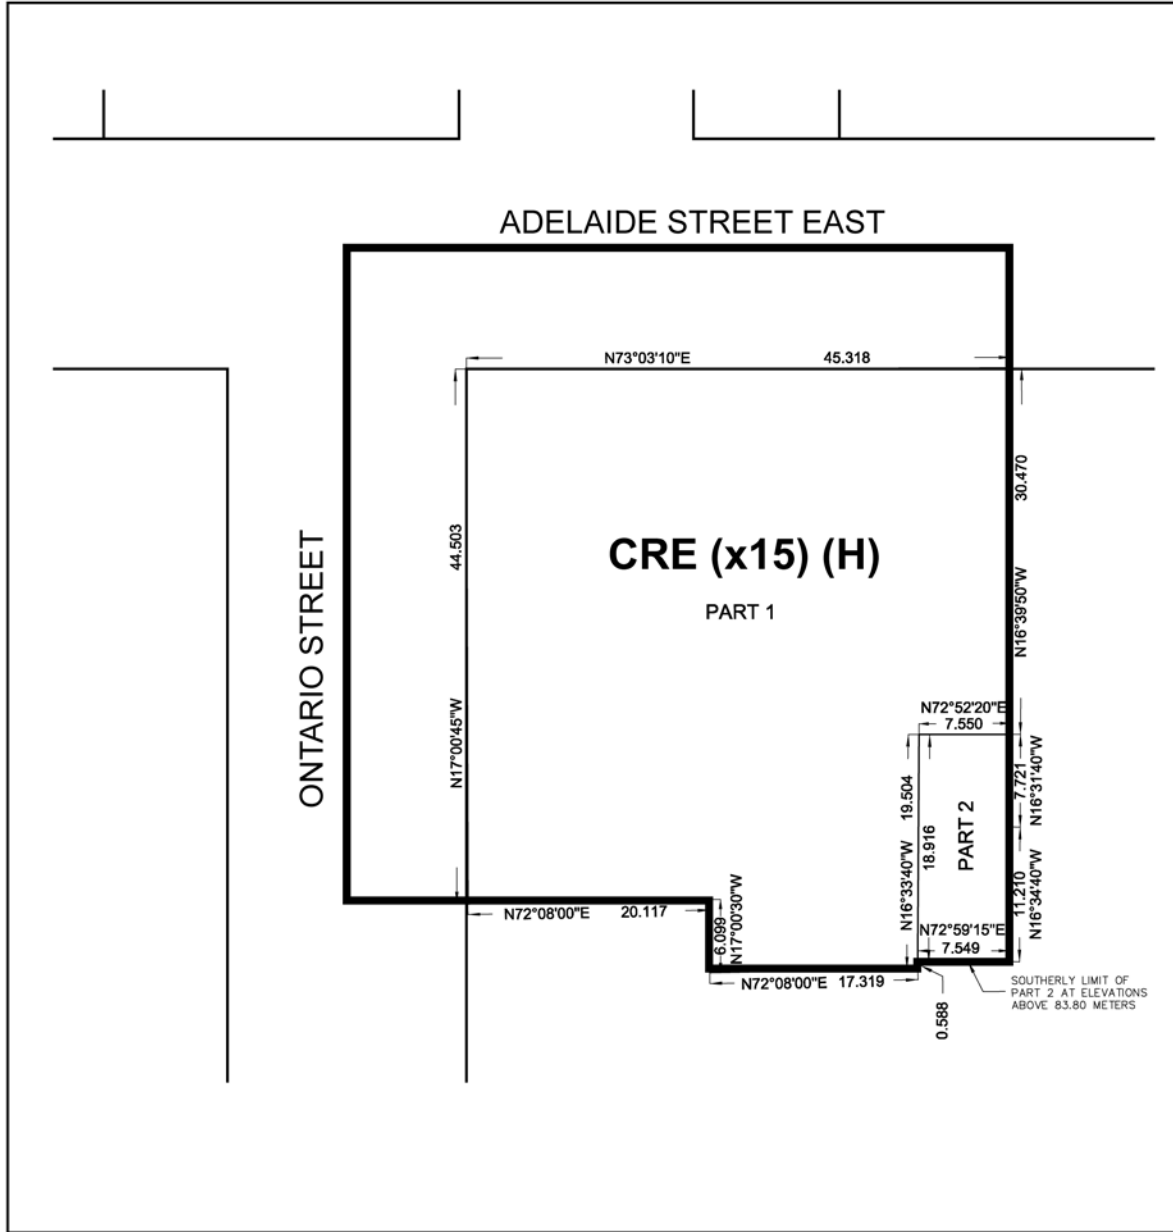 ADELAIDE STREET EAST
N73°03'10"E 45.318
44.503
30.470
CRE (x15) (H)
PART 1
ONTARIO STREET
N16°39'50"W
N17°00'45"W
N72°52'20"E
7.550
19.504
7.721
N16°31'40"W
18.916
PART 2
N16°33'40"W
11.210
N16°34'40"W
N72°08'00"E 20.117
6.099
N17°00'30"W
N72°59'15"E
7.549
N72°08'00"E 17.319
0.588
SOUTHERLY LIMIT OF
PART 2 AT ELEVATIONS
ABOVE 83.80 METERS